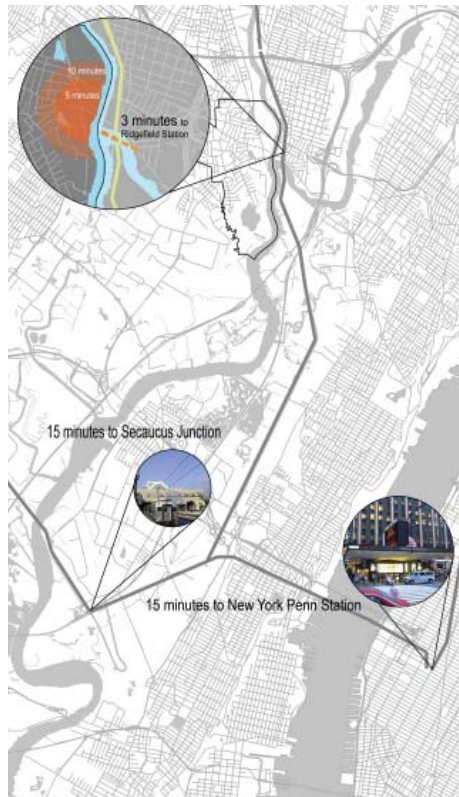 10 minutes
5 minutes
3 minutes to
Ridgefield Station
15 minutes to Secaucus Junction
15 minutes to New York Penn Station